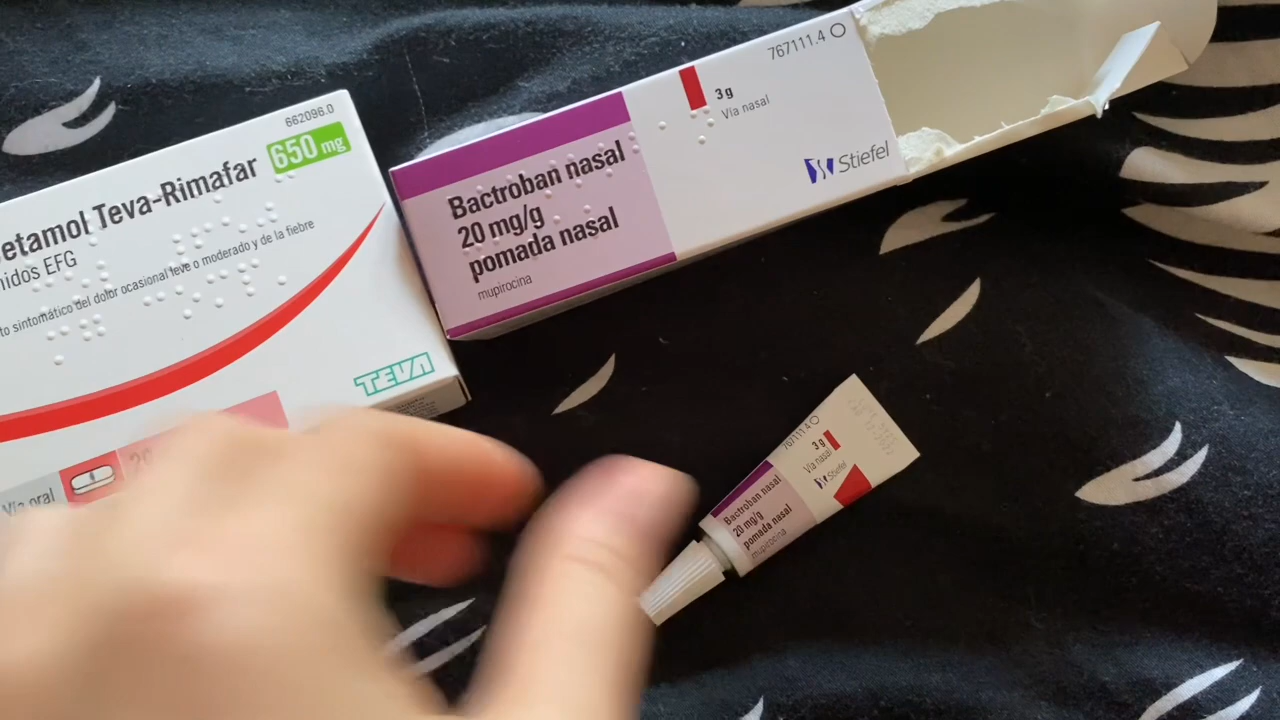 662096.0
etamol Teva-Rimafar
650 mg
nidos EFG
to sintomático del dolor ocasional leve o moderado y de la fiebre
TEVA
Vía oral
20
767111.4
3 g
Vía nasal
Bactroban nasal
20 mg/g
pomada nasal
mupirocina
Stiefel
767111.4
3 g
Vía nasal
Stiefel
Bactroban nasal
20 mg/g
pomada nasal
mupirocina